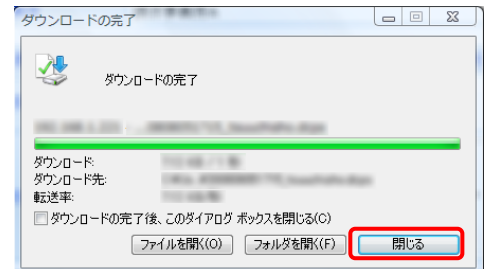 ダウンロードの完了
ダウンロードの完了
ダウンロード:
ダウンロード先:
転送率:
ダウンロードの完了後、このダイアログ ボックスを閉じる(C)
ファイルを開く(O) フォルダを開く(F) 閉じる